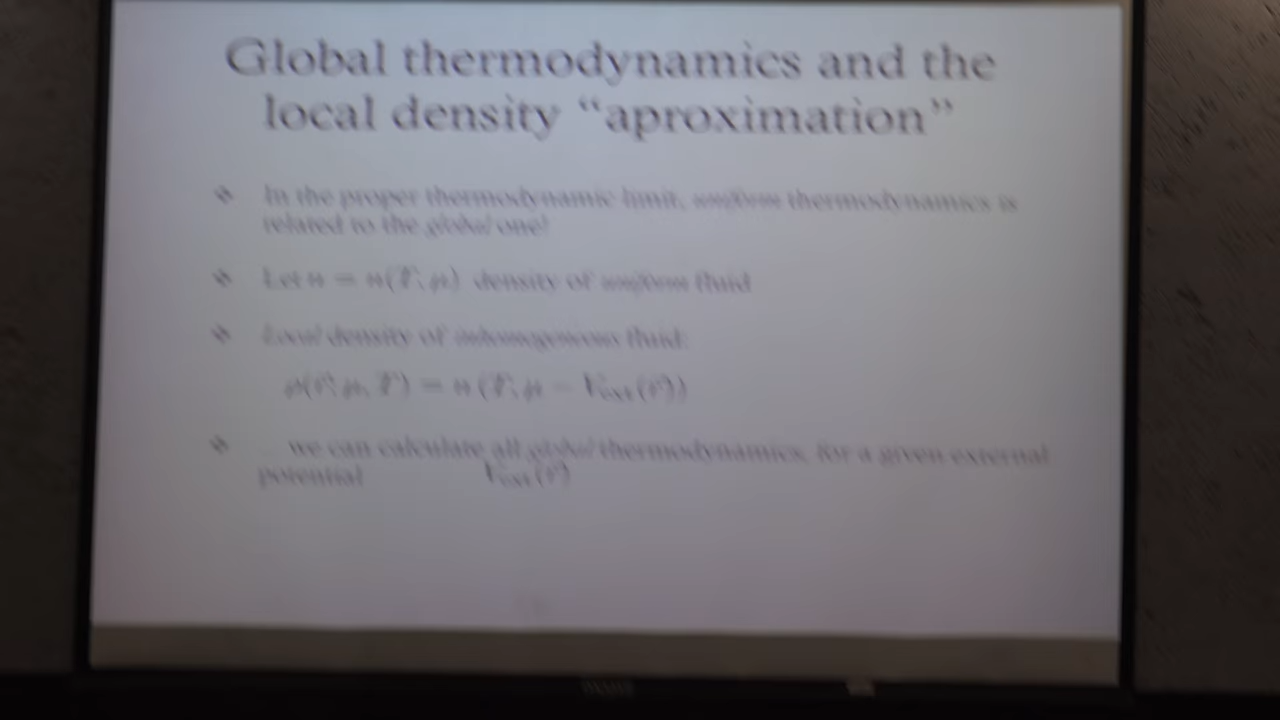 Global thermodynamics and the
local density “aproximation”
❖ In the proper thermodynamic limit, uniform thermodynamics is
related to the global one!
❖ Let n = n(T; μ) density of uniform fluid
❖ Local density of inhomogeneous fluid:
ρ(r⃗; μ, T) = n (T; μ − Vext(r⃗))
❖ we can calculate all global thermodynamics, for a given external
potential Vext(r⃗)